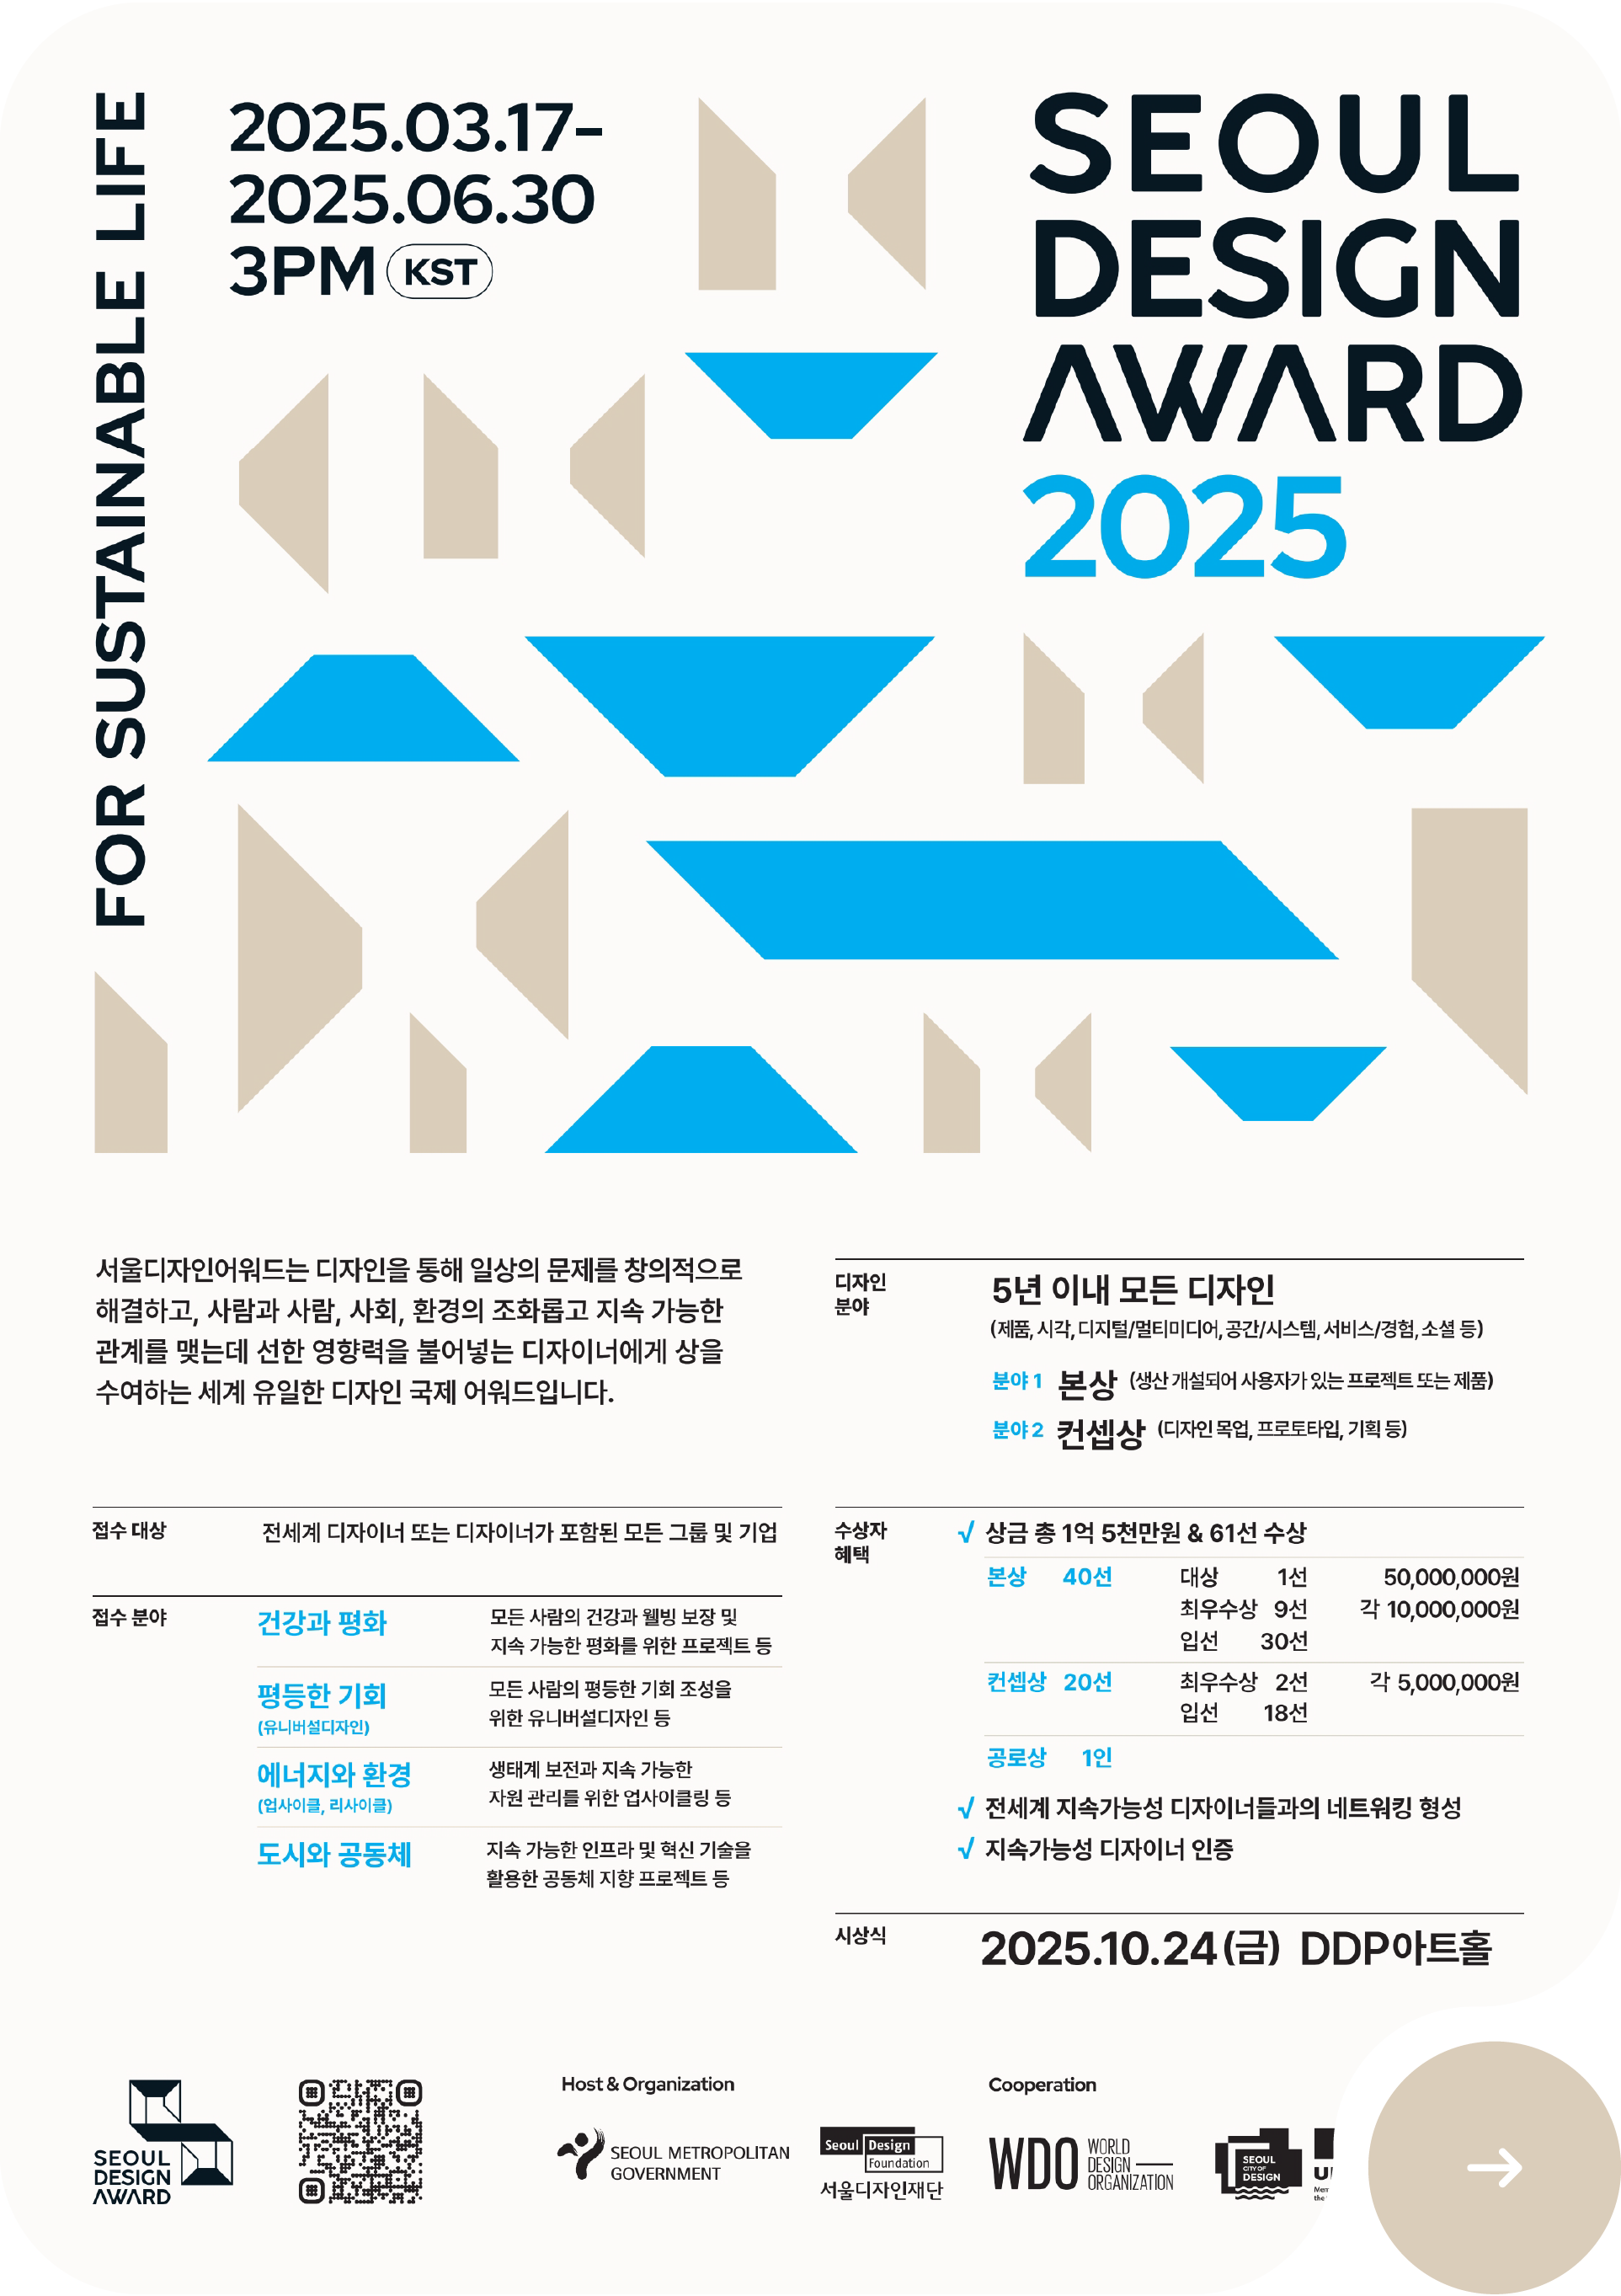 FOR SUSTAINABLE LIFE
2025.03.17–
2025.06.30
3PM KST
SEOUL
DESIGN
AWARD
2025
서울디자인어워드는 디자인을 통해 일상의 문제를 창의적으로
해결하고, 사람과 사람, 사회, 환경의 조화롭고 지속 가능한
관계를 맺는데 선한 영향력을 불어넣는 디자이너에게 상을
수여하는 세계 유일한 디자인 국제 어워드입니다.
접수 대상 전세계 디자이너 또는 디자이너가 포함된 모든 그룹 및 기업
접수 분야
건강과 평화
모든 사람의 건강과 웰빙 보장 및
지속 가능한 평화를 위한 프로젝트 등
평등한 기회
(유니버설디자인)
모든 사람의 평등한 기회 조성을
위한 유니버설디자인 등
에너지와 환경
(업사이클, 리사이클)
생태계 보전과 지속 가능한
자원 관리를 위한 업사이클링 등
도시와 공동체
지속 가능한 인프라 및 혁신 기술을
활용한 공동체 지향 프로젝트 등
디자인
분야
5년 이내 모든 디자인
(제품, 시각, 디지털/멀티미디어, 공간/시스템, 서비스/경험, 소셜 등)
분야 1 본상 (생산 개설되어 사용자가 있는 프로젝트 또는 제품)
분야 2 컨셉상 (디자인 목업, 프로토타입, 기획 등)
수상자
혜택
√ 상금 총 1억 5천만원 & 61선 수상
본상 40선 대상 1선 50,000,000원
최우수상 9선 각 10,000,000원
입선 30선
컨셉상 20선 최우수상 2선 각 5,000,000원
입선 18선
공로상 1인
√ 전세계 지속가능성 디자이너들과의 네트워킹 형성
√ 지속가능성 디자이너 인증
시상식 2025.10.24(금) DDP아트홀
SEOUL
DESIGN
AWARD
Host & Organization
SEOUL METROPOLITAN
GOVERNMENT
Seoul Design
Foundation
서울디자인재단
Cooperation
WDO
WORLD
DESIGN
ORGANIZATION
SEOUL
CITY OF
DESIGN